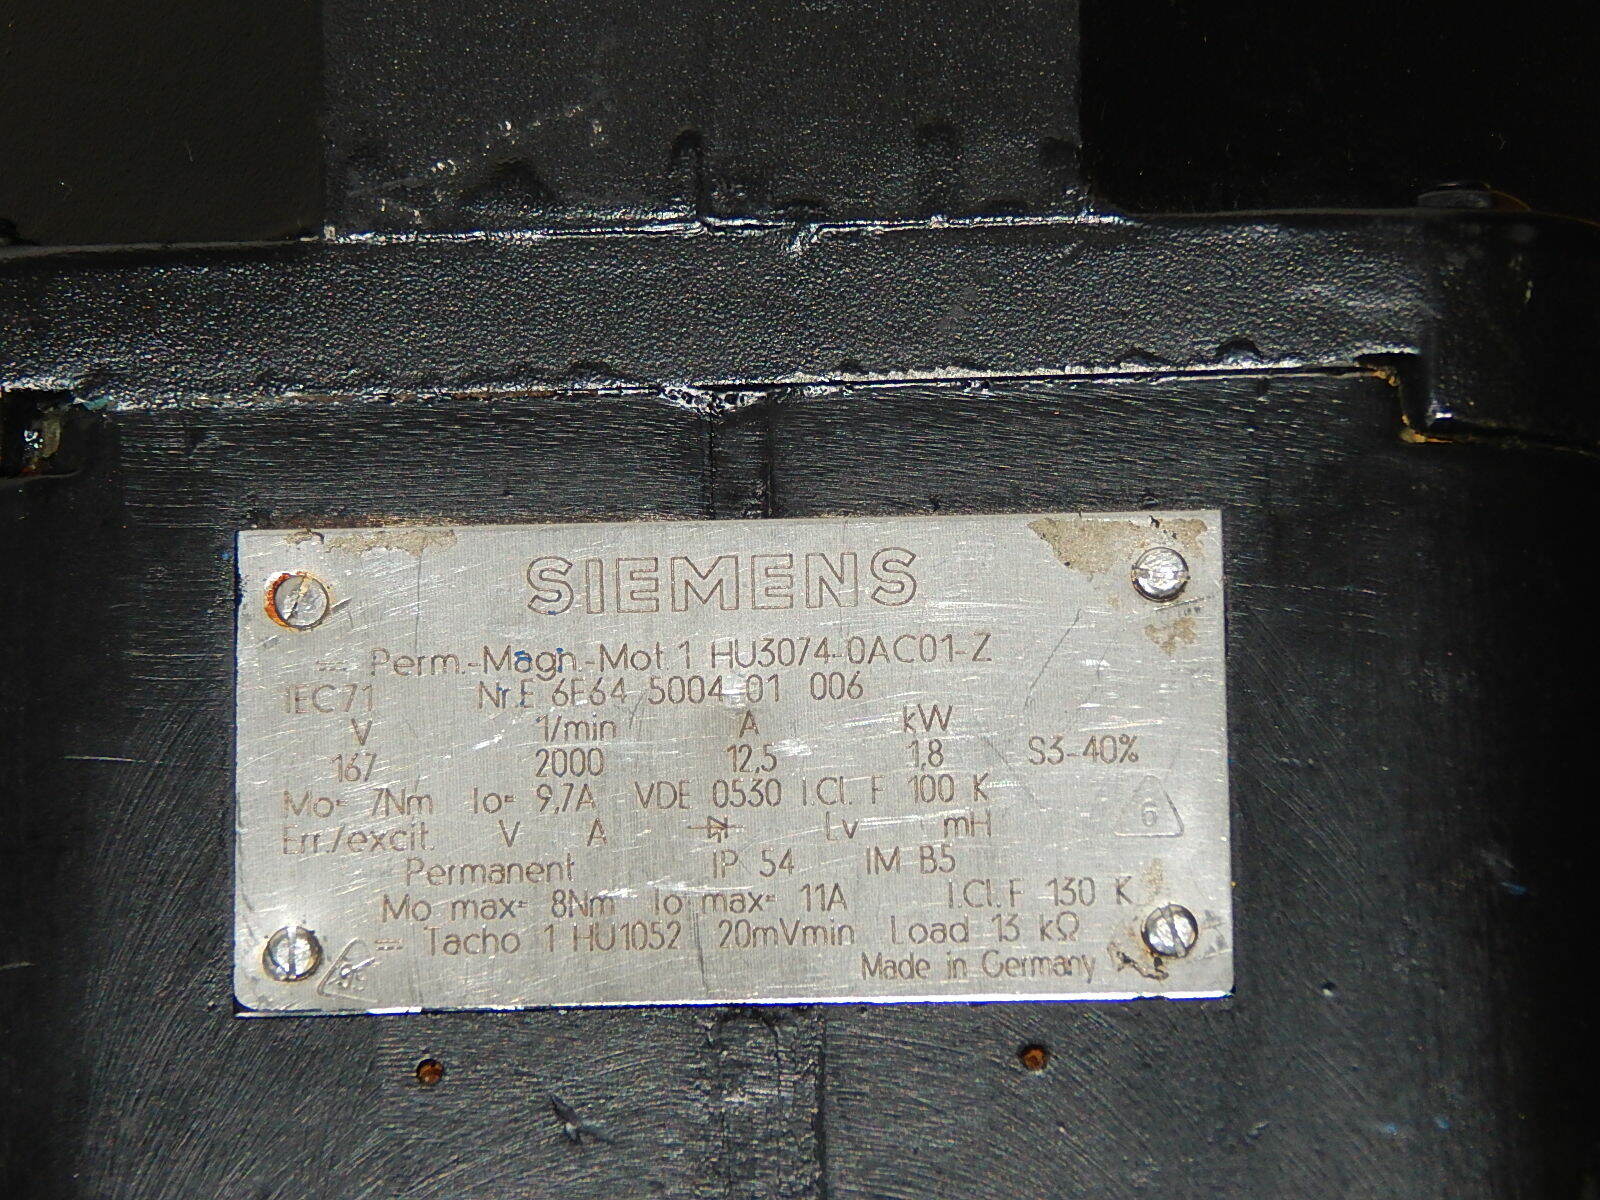 SIEMENS
Perm.-Magn.-Mot. 1 HU3074-0AC01-Z
IEC71 Nr.E 6E64 5004 01 006
V 1/min A kW
167 2000 12,5 1,8 S3-40%
Mo= 7Nm Io= 9,7A VDE 0530 I.Cl. F 100 K
Err./excit. V A Lv mH 6
Permanent IP 54 IM B5
Mo max= 8Nm Io max= 11A I.Cl. F 130 K
Tacho 1 HU1052 20mVmin Load 13 kΩ
Made in Germany